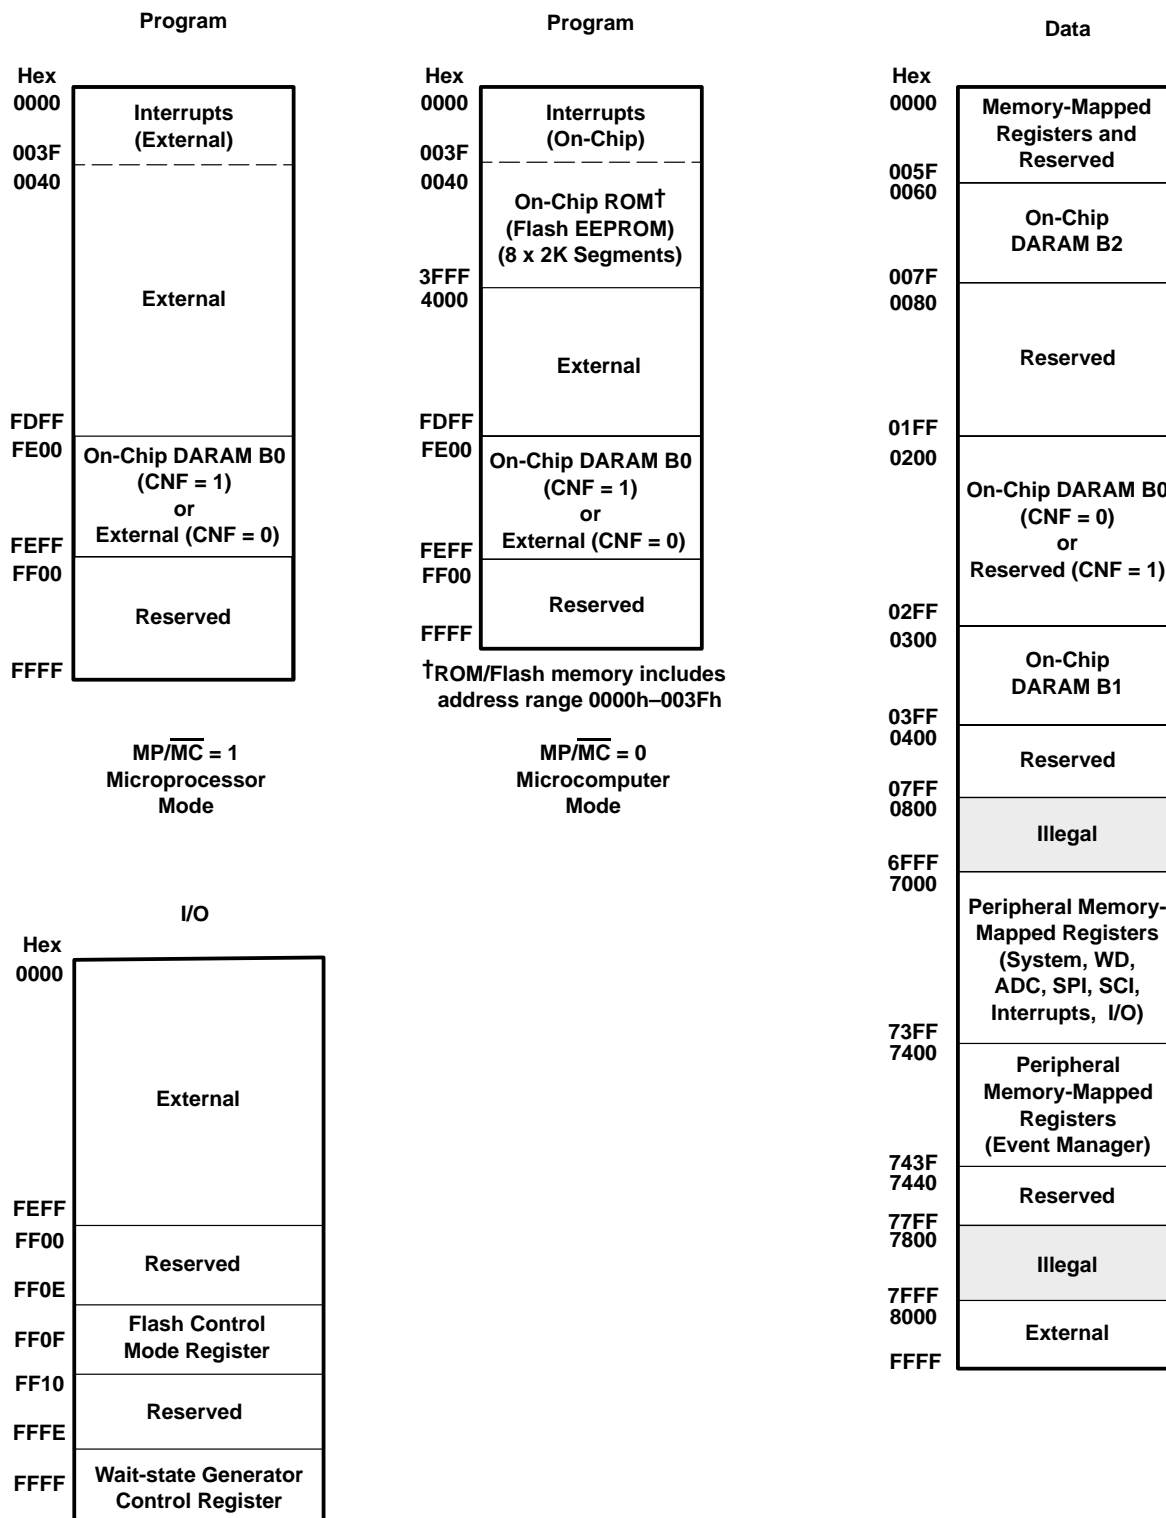 Program
Hex
0000
Interrupts
(External)
003F
0040
External
FDFF
FE00
On-Chip DARAM B0
(CNF = 1)
or
External (CNF = 0)
FEFF
FF00
Reserved
FFFF
MP/M̅C̅ = 1
Microprocessor
Mode
Program
Hex
0000
Interrupts
(On-Chip)
003F
0040
On-Chip ROM†
(Flash EEPROM)
(8 x 2K Segments)
3FFF
4000
External
FDFF
FE00
On-Chip DARAM B0
(CNF = 1)
or
External (CNF = 0)
FEFF
FF00
Reserved
FFFF
†ROM/Flash memory includes
address range 0000h–003Fh
MP/M̅C̅ = 0
Microcomputer
Mode
Data
Hex
0000
Memory-Mapped
Registers and
Reserved
005F
0060
On-Chip
DARAM B2
007F
0080
Reserved
01FF
0200
On-Chip DARAM B0
(CNF = 0)
or
Reserved (CNF = 1)
02FF
0300
On-Chip
DARAM B1
03FF
0400
Reserved
07FF
0800
Illegal
6FFF
7000
Peripheral Memory-
Mapped Registers
(System, WD,
ADC, SPI, SCI,
Interrupts, I/O)
73FF
7400
Peripheral
Memory-Mapped
Registers
(Event Manager)
743F
7440
Reserved
77FF
7800
Illegal
7FFF
8000
External
FFFF
I/O
Hex
0000
External
FEFF
FF00
Reserved
FF0E
Flash Control
FF0F
Mode Register
FF10
Reserved
FFFE
Wait-state Generator
FFFF
Control Register